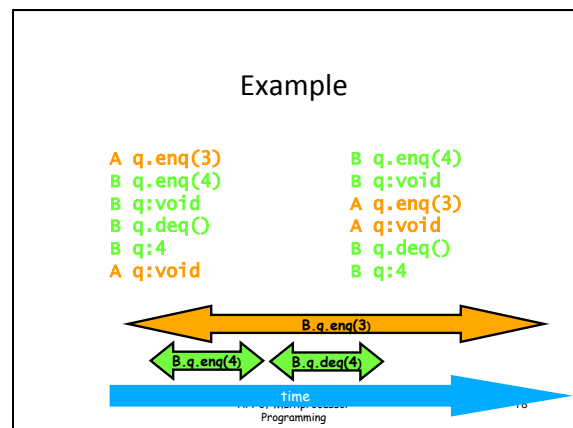 Example
A q.enq(3)
B q.enq(4)
B q:void
B q.deq()
B q:4
A q:void
B q.enq(4)
B q:void
A q.enq(3)
A q:void
B q.deq()
B q:4
B.q.enq(3)
B.q.enq(4)
B.q.deq(4)
time
Programming